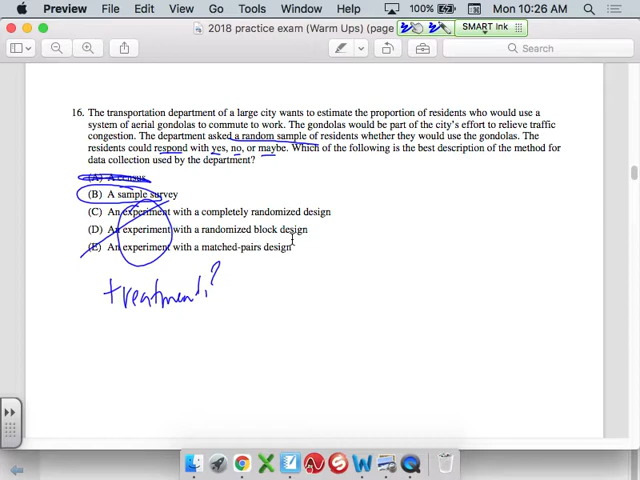 Preview File Edit View Go Tools Window Help 100% Mon 10:26 AM
2018 practice exam (Warm Ups) (page
SMART Ink
Search
16. The transportation department of a large city wants to estimate the proportion of residents who would use a
system of aerial gondolas to commute to work. The gondolas would be part of the city's effort to relieve traffic
congestion. The department asked a random sample of residents whether they would use the gondolas. The
residents could respond with yes, no, or maybe. Which of the following is the best description of the method for
data collection used by the department?
(A) A census
(B) A sample survey
(C) An experiment with a completely randomized design
(D) An experiment with a randomized block design
(E) An experiment with a matched-pairs design
treatment?